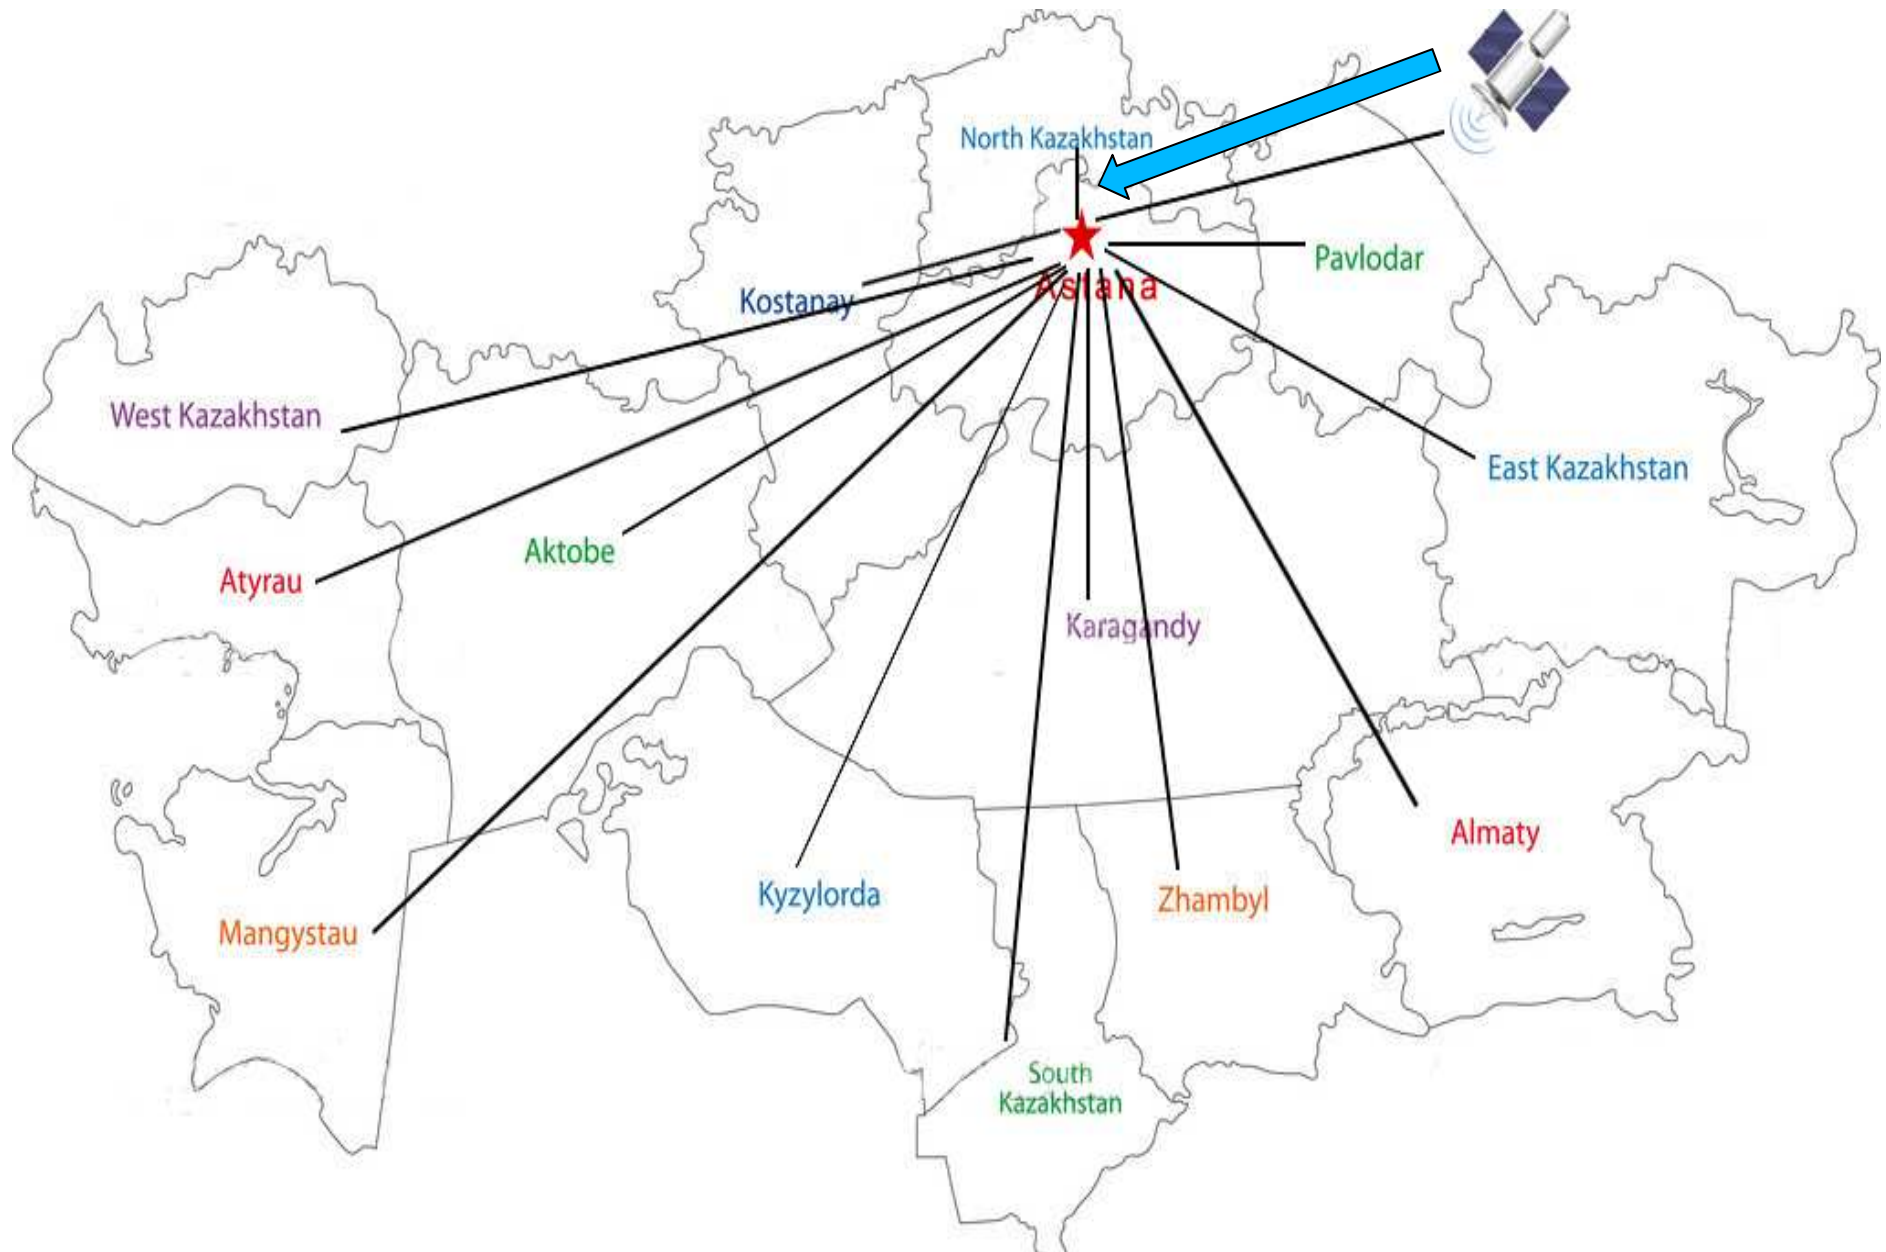 North Kazakhstan
Pavlodar
Astana
Kostanay
West Kazakhstan
East Kazakhstan
Aktobe
Atyrau
Karagandy
Almaty
Kyzylorda
Zhambyl
Mangystau
South
Kazakhstan